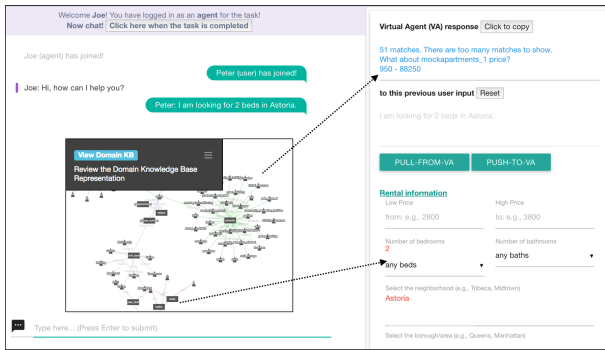 Welcome Joe! You have logged in as an agent for the task!
Now chat! Click here when the task is completed
Joe (agent) has joined!
Peter (user) has joined!
Joe: Hi, how can I help you?
Peter: I am looking for 2 beds in Astoria.
View Domain KB
Review the Domain Knowledge Base
Representation
Type here... (Press Enter to submit)
Virtual Agent (VA) response Click to copy
51 matches. There are too many matches to show.
What about mockapartments_1 price?
950 - 88250
to this previous user input Reset
I am looking for 2 beds in Astoria.
PULL-FROM-VA PUSH-TO-VA
Rental information
Low Price High Price
from: e.g., 2800 to: e.g., 3800
Number of bedrooms Number of bathrooms
2
any beds any baths
Select the neighborhood (e.g., Tribeca, Midtown)
Astoria
Select the borough/area (e.g., Queens, Manhattan)